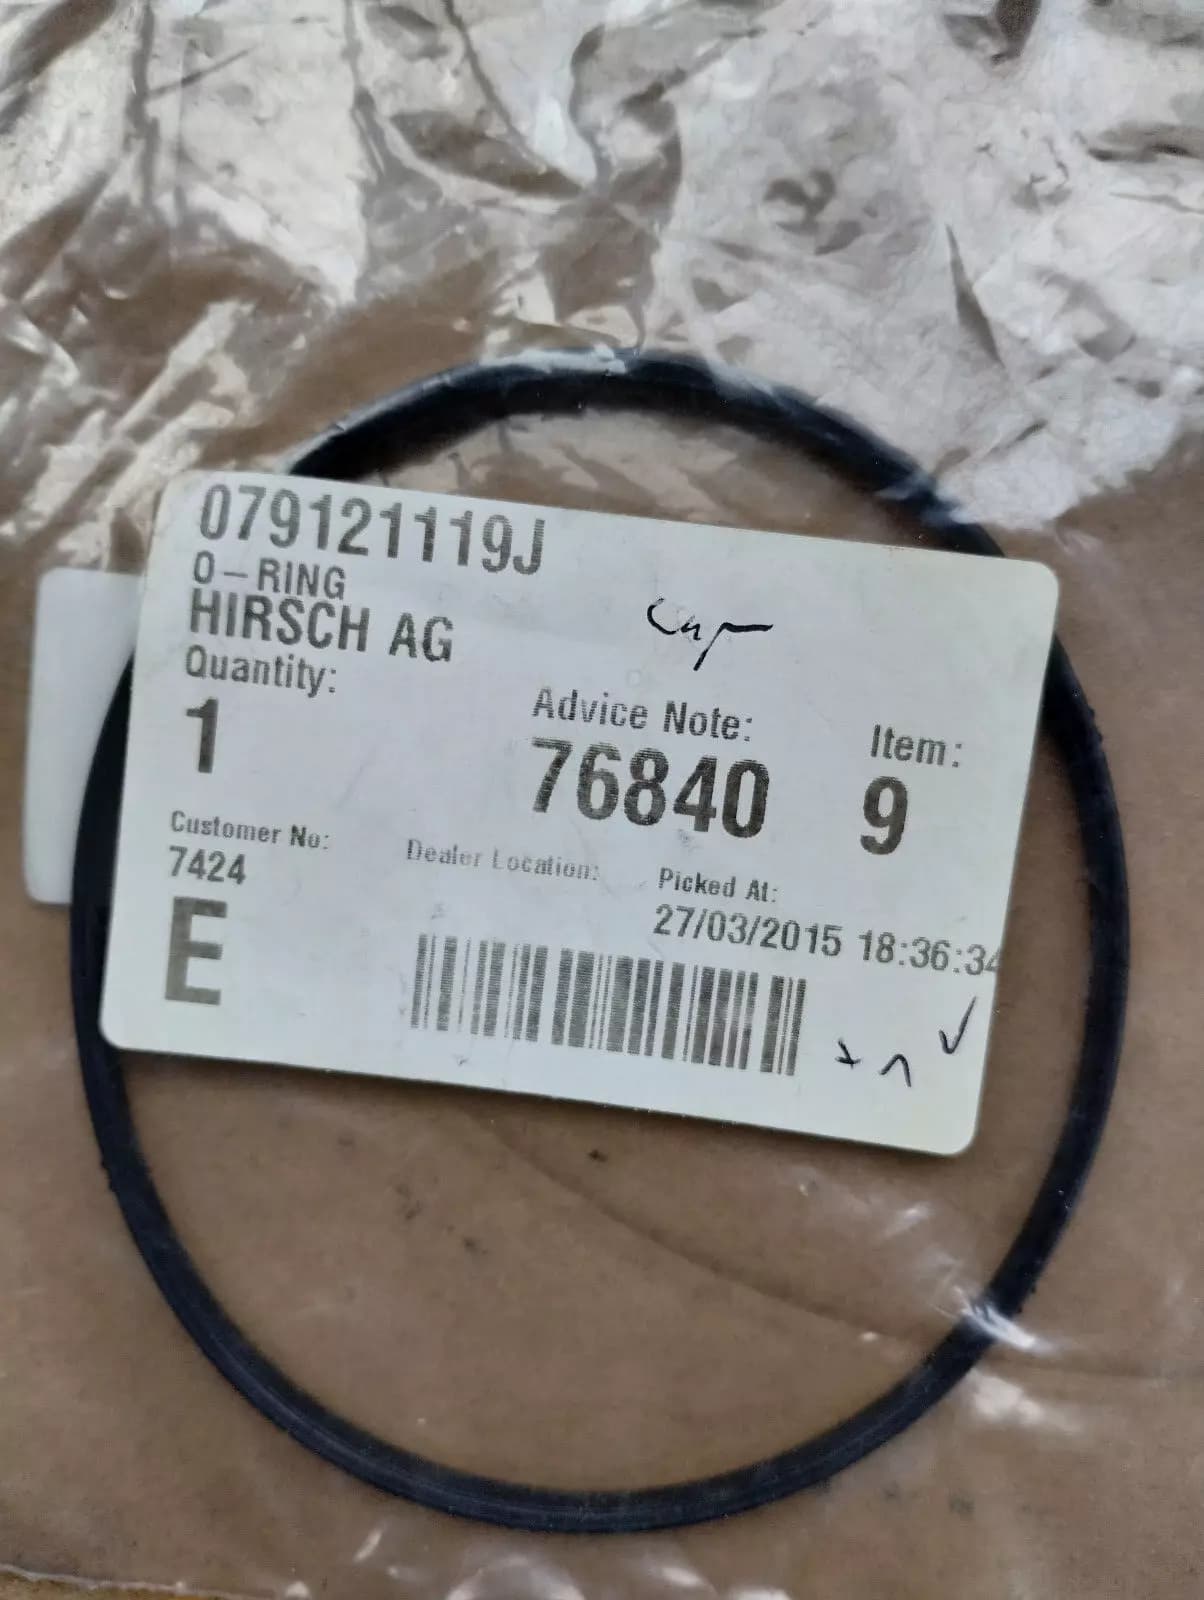 079121119J
O-RING
HIRSCH AG
Quantity:
1
Advice Note:
76840
Item:
9
Customer No:
7424
Dealer Location:
Picked At:
27/03/2015 18:36:34
E